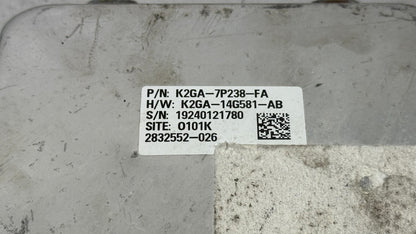 P/N: K2GA-7P238-FA
H/W: K2GA-14G581-AB
S/N: 19240121780
SITE: 0101K
2832552-026